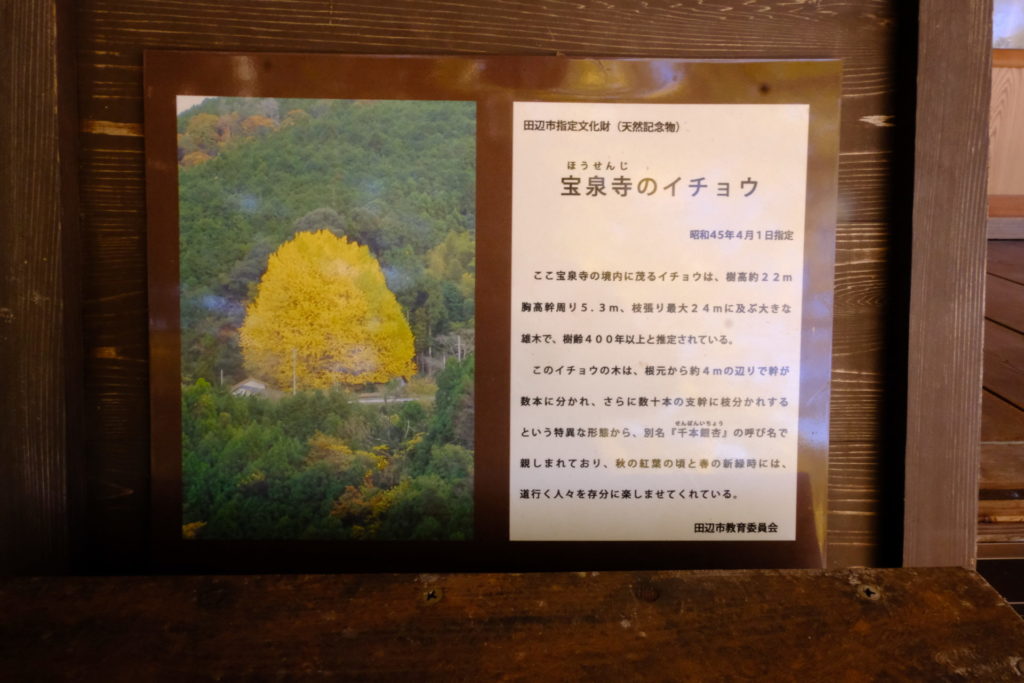 田辺市指定文化財（天然記念物）
ほうせんじ
宝泉寺のイチョウ
昭和45年4月1日指定
ここ宝泉寺の境内に茂るイチョウは、樹高約２２ｍ
胸高幹周り５．３ｍ、枝張り最大２４ｍに及ぶ大きな
雄木で、樹齢４００年以上と推定されている。
このイチョウの木は、根元から約４ｍの辺りで幹が
数本に分かれ、さらに数十本の支幹に枝分かれする
せんぼんいちょう
という特異な形態から、別名『千本銀杏』の呼び名で
親しまれており、秋の紅葉の頃と春の新緑時には、
道行く人々を存分に楽しませてくれている。
田辺市教育委員会